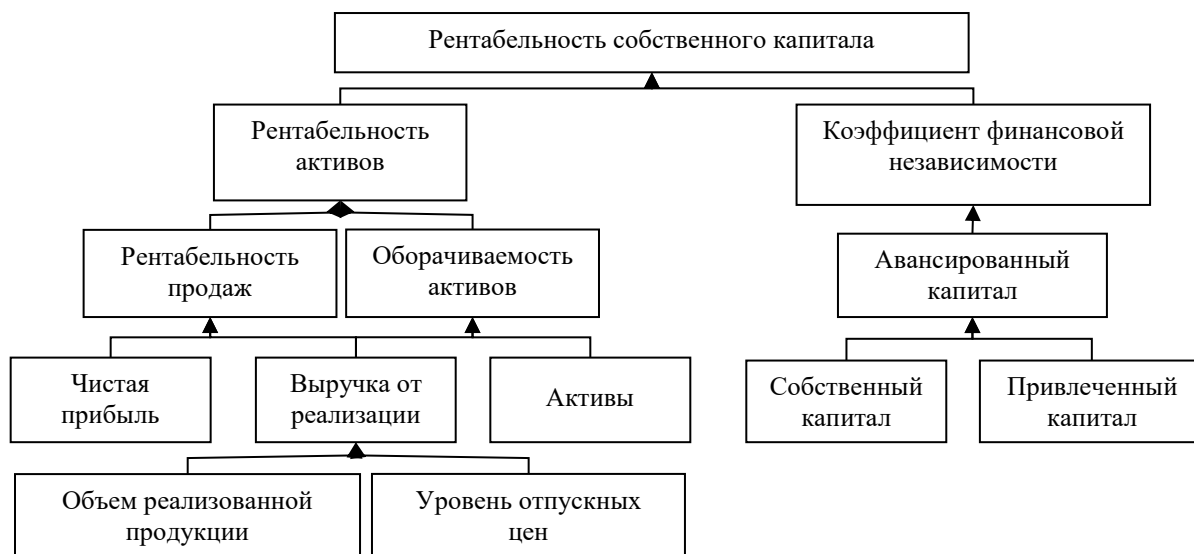 Рентабельность собственного капитала
Рентабельность
активов
Коэффициент финансовой
независимости
Рентабельность
продаж
Оборачиваемость
активов
Авансированный
капитал
Чистая
прибыль
Выручка от
реализации
Активы
Собственный
капитал
Привлеченный
капитал
Объем реализованной
продукции
Уровень отпускных
цен